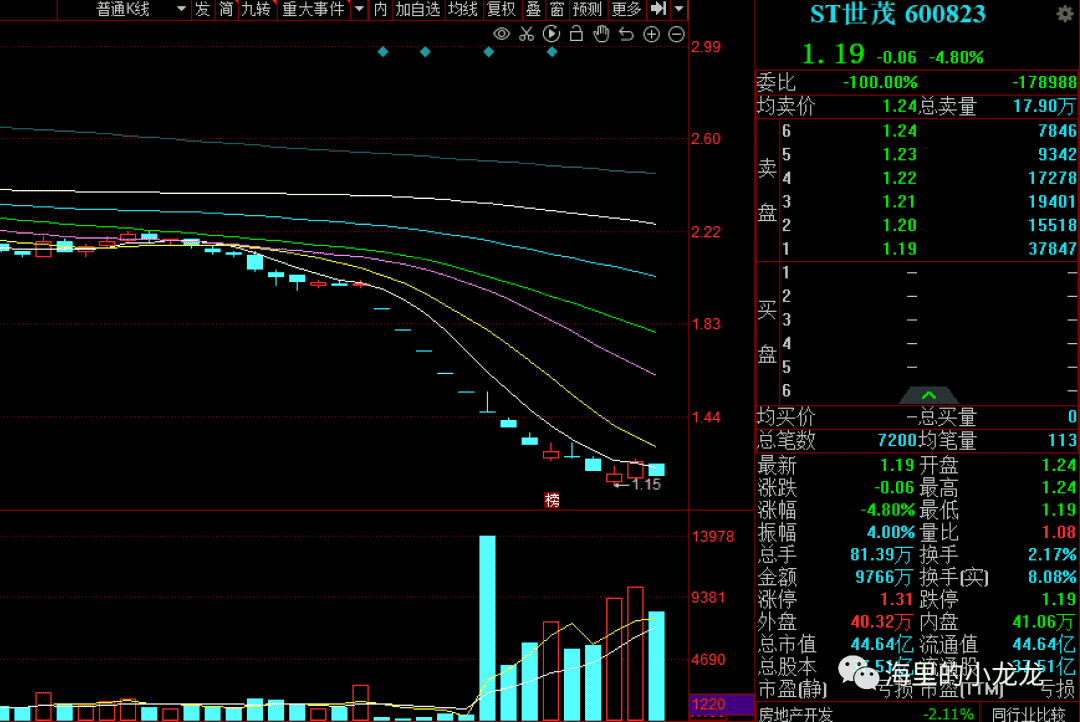 普通K线 发 简 九转 重大事件 内 加自选 均线 复权 叠 窗 预测 更多
2.99
2.60
2.22
1.83
1.44
←1.15
榜
13978
9381
4690
1220
ST世茂 600823
1.19 -0.06 -4.80%
委比 -100.00% -178988
均卖价 1.24 总卖量 17.90万
卖盘
6 1.24 7846
5 1.23 9342
4 1.22 17278
3 1.21 19401
2 1.20 15518
1 1.19 37847
买盘
1 — —
2 — —
3 — —
4 — —
5 — —
6 — —
均买价 — 总买量 0
总笔数 7200 均笔量 113
最新 1.19 开盘 1.24
涨跌 -0.06 最高 1.24
涨幅 -4.80% 最低 1.19
振幅 4.00% 量比 1.08
总手 81.39万 换手 2.17%
金额 9766万 换手(实) 8.08%
涨停 1.31 跌停 1.19
外盘 40.32万 内盘 41.06万
总市值 44.64亿 流通值 44.64亿
总股本 .51亿 流通股 37.51亿
市盈(静) 亏损 市盈(TTM) 亏损
海里的小龙龙
房地产开发 -2.11% 同行业比较